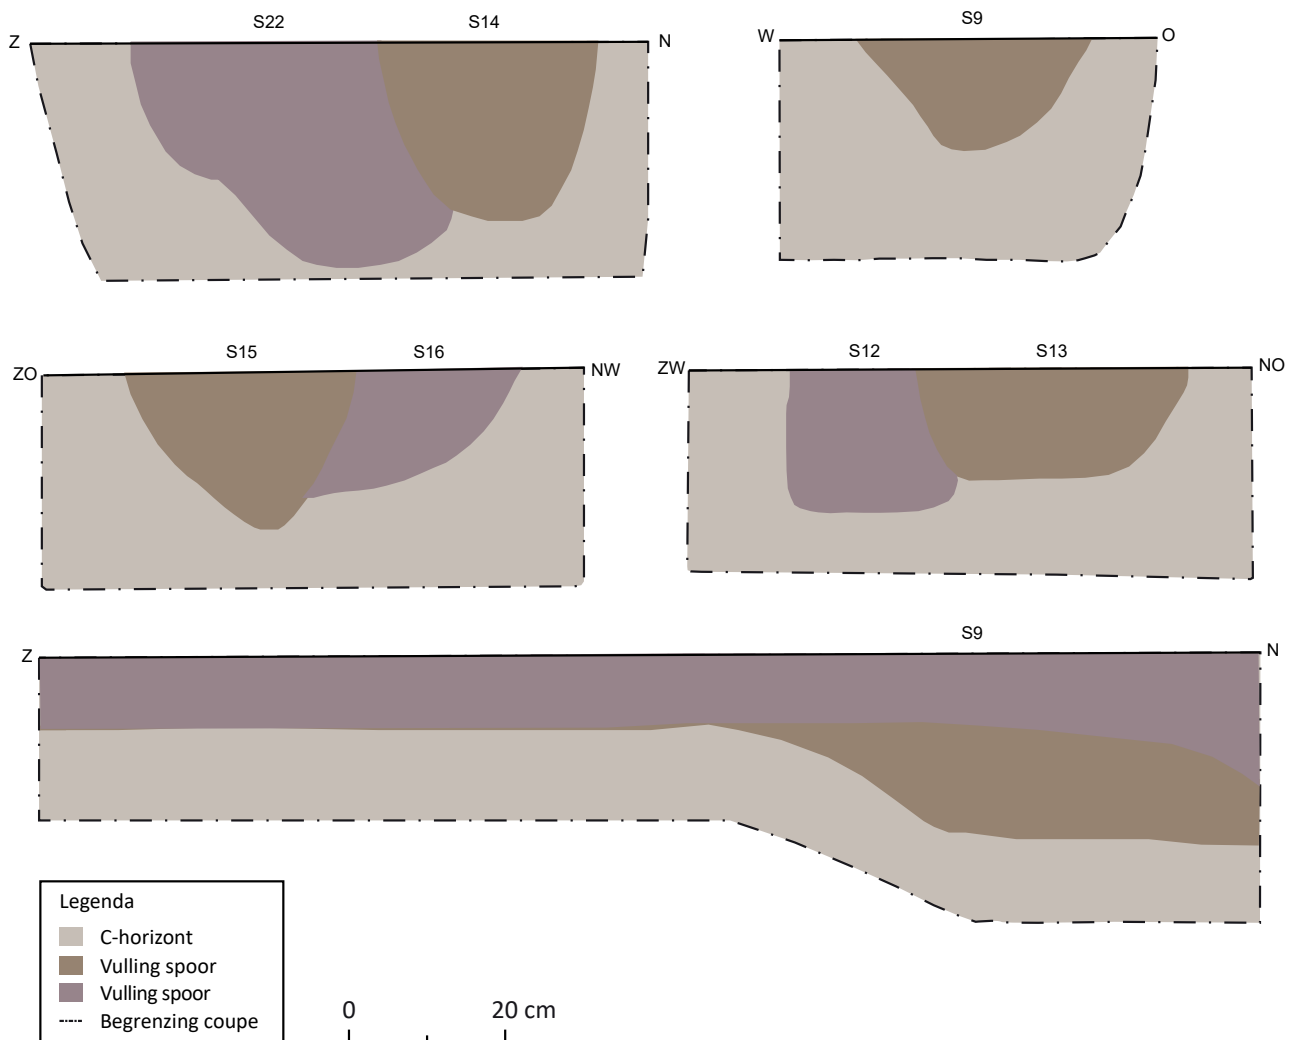 S22 S14
Z N
S9
W O
S15 S16
ZO NW
S12 S13
ZW NO
S9
Z N
Legenda
C-horizont
Vulling spoor
Vulling spoor
Begrenzing coupe
0 20 cm